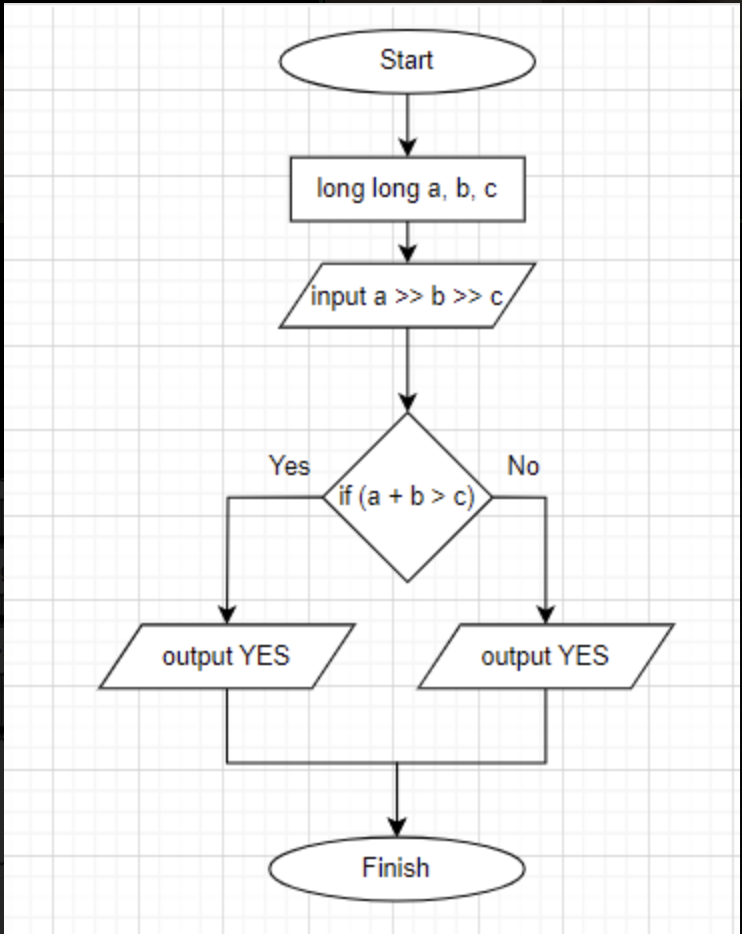 Start
long long a, b, c
input a >> b >> c
Yes
No
if (a + b > c)
output YES
output YES
Finish